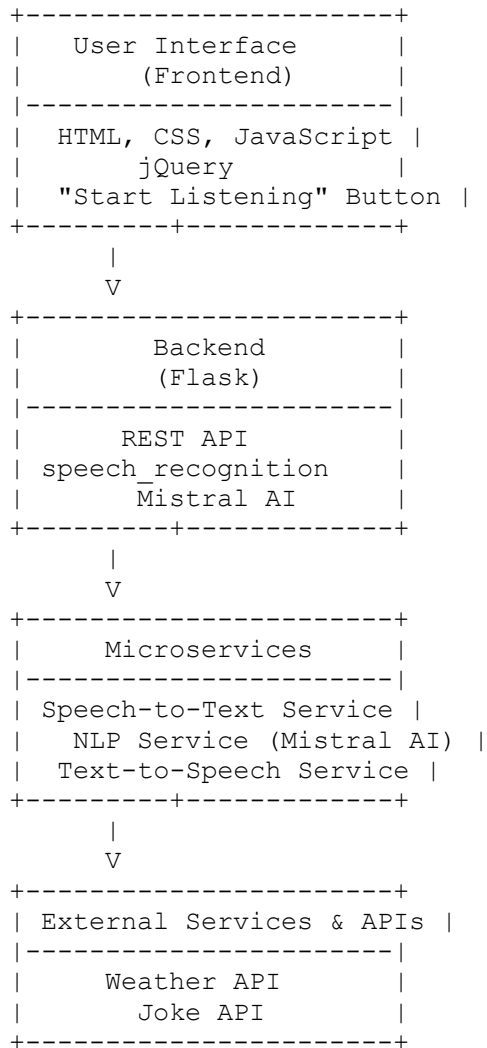 +-----------------------+
|   User Interface      |
|       (Frontend)      |
|-----------------------|
|  HTML, CSS, JavaScript |
|       jQuery          |
|  "Start Listening" Button |
+---------+-------------+
      |
      V
+-----------------------+
|        Backend        |
|        (Flask)        |
|-----------------------|
|      REST API         |
| speech_recognition    |
|       Mistral AI      |
+---------+-------------+
      |
      V
+-----------------------+
|     Microservices     |
|-----------------------|
| Speech-to-Text Service |
|   NLP Service (Mistral AI) |
|  Text-to-Speech Service |
+---------+-------------+
      |
      V
+-----------------------+
| External Services & APIs |
|-----------------------|
|     Weather API       |
|       Joke API        |
+-----------------------+